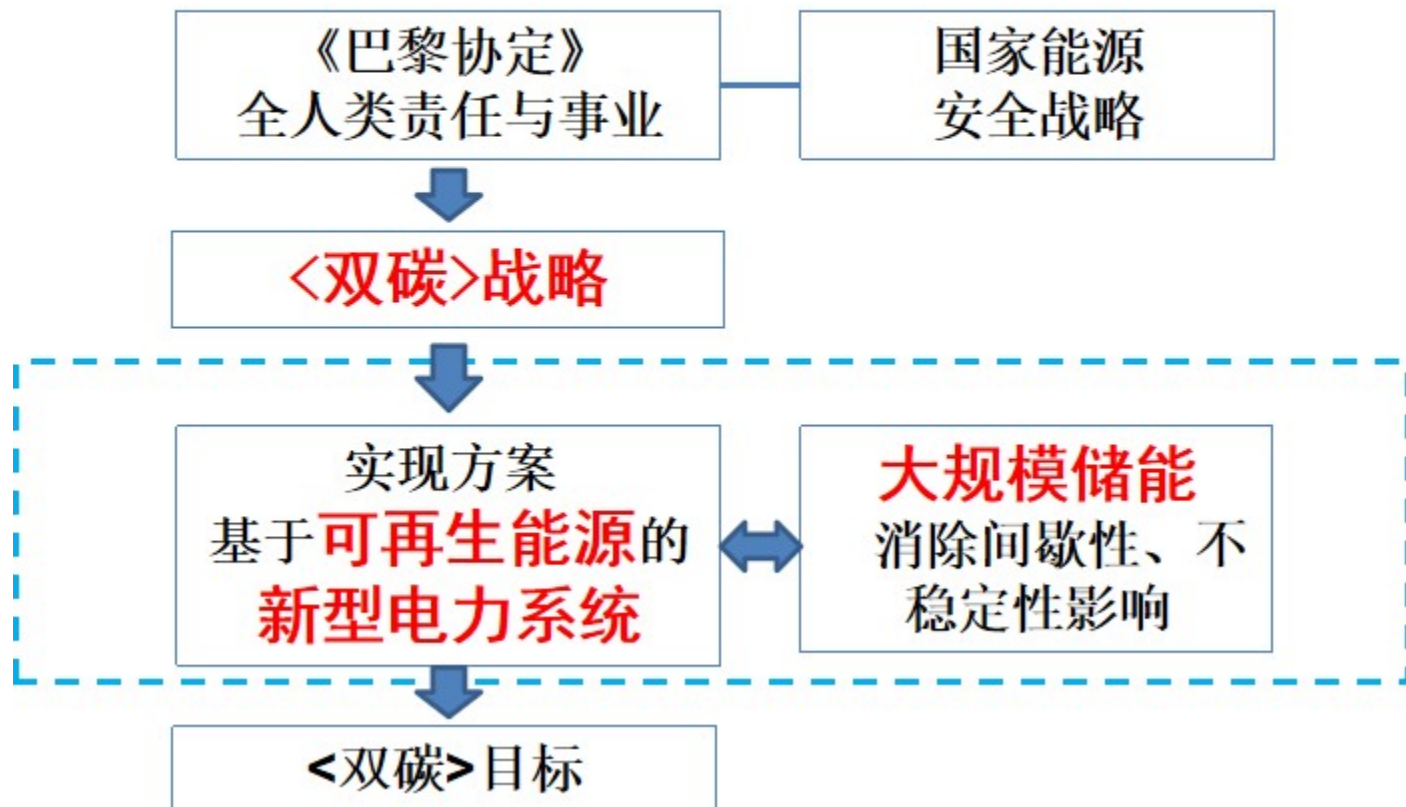 《巴黎协定》
全人类责任与事业
国家能源
安全战略
<双碳>战略
实现方案
基于可再生能源的
新型电力系统
大规模储能
消除间歇性、不
稳定性影响
<双碳>目标